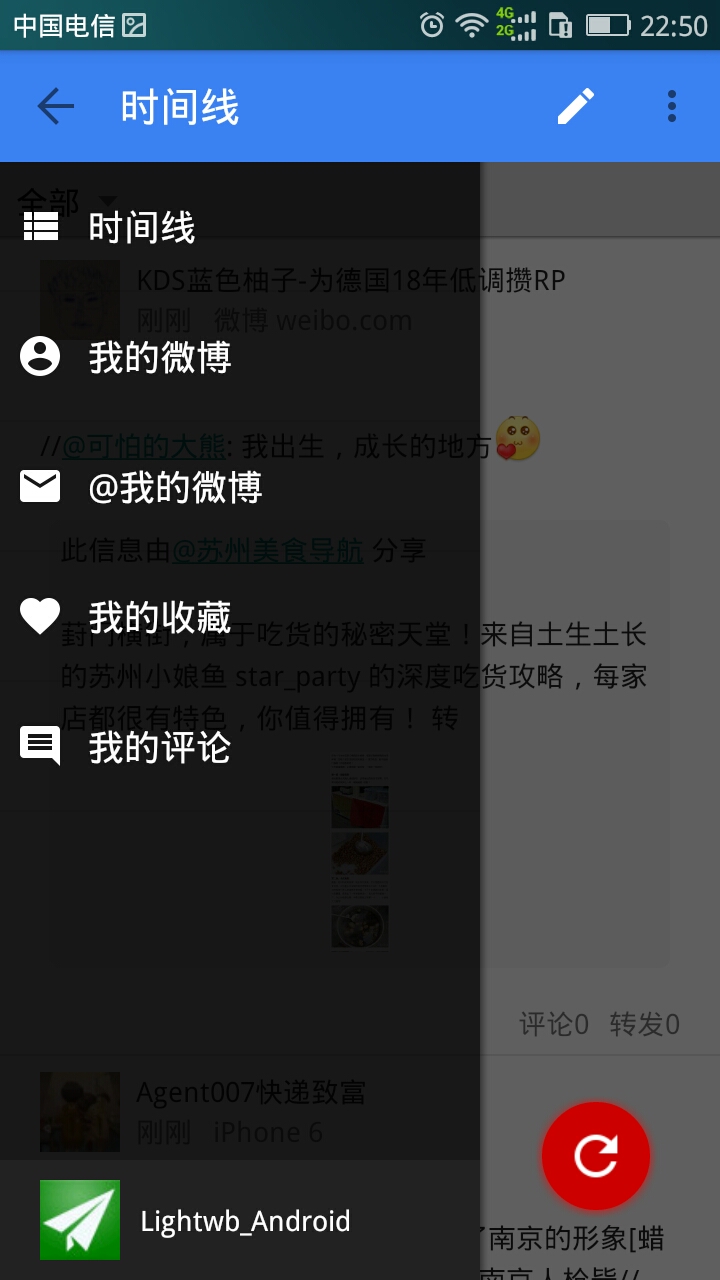 中国电信
4G
2G
22:50
时间线
全部
时间线
KDS蓝色柚子-为德国18年低调攒RP
刚刚 微博 weibo.com
我的微博
//@可怕的大熊: 我出生，成长的地方
@我的微博
此信息由@苏州美食导航 分享
我的收藏
葑门横街，属于吃货的秘密天堂！来自土生土长
的苏州小娘鱼 star_party 的深度吃货攻略，每家
店都很有特色，你值得拥有！ 转
我的评论
评论0 转发0
Agent007快递致富
刚刚 iPhone 6
Lightwb_Android
南京的形象[蜡
南京人捡毕//